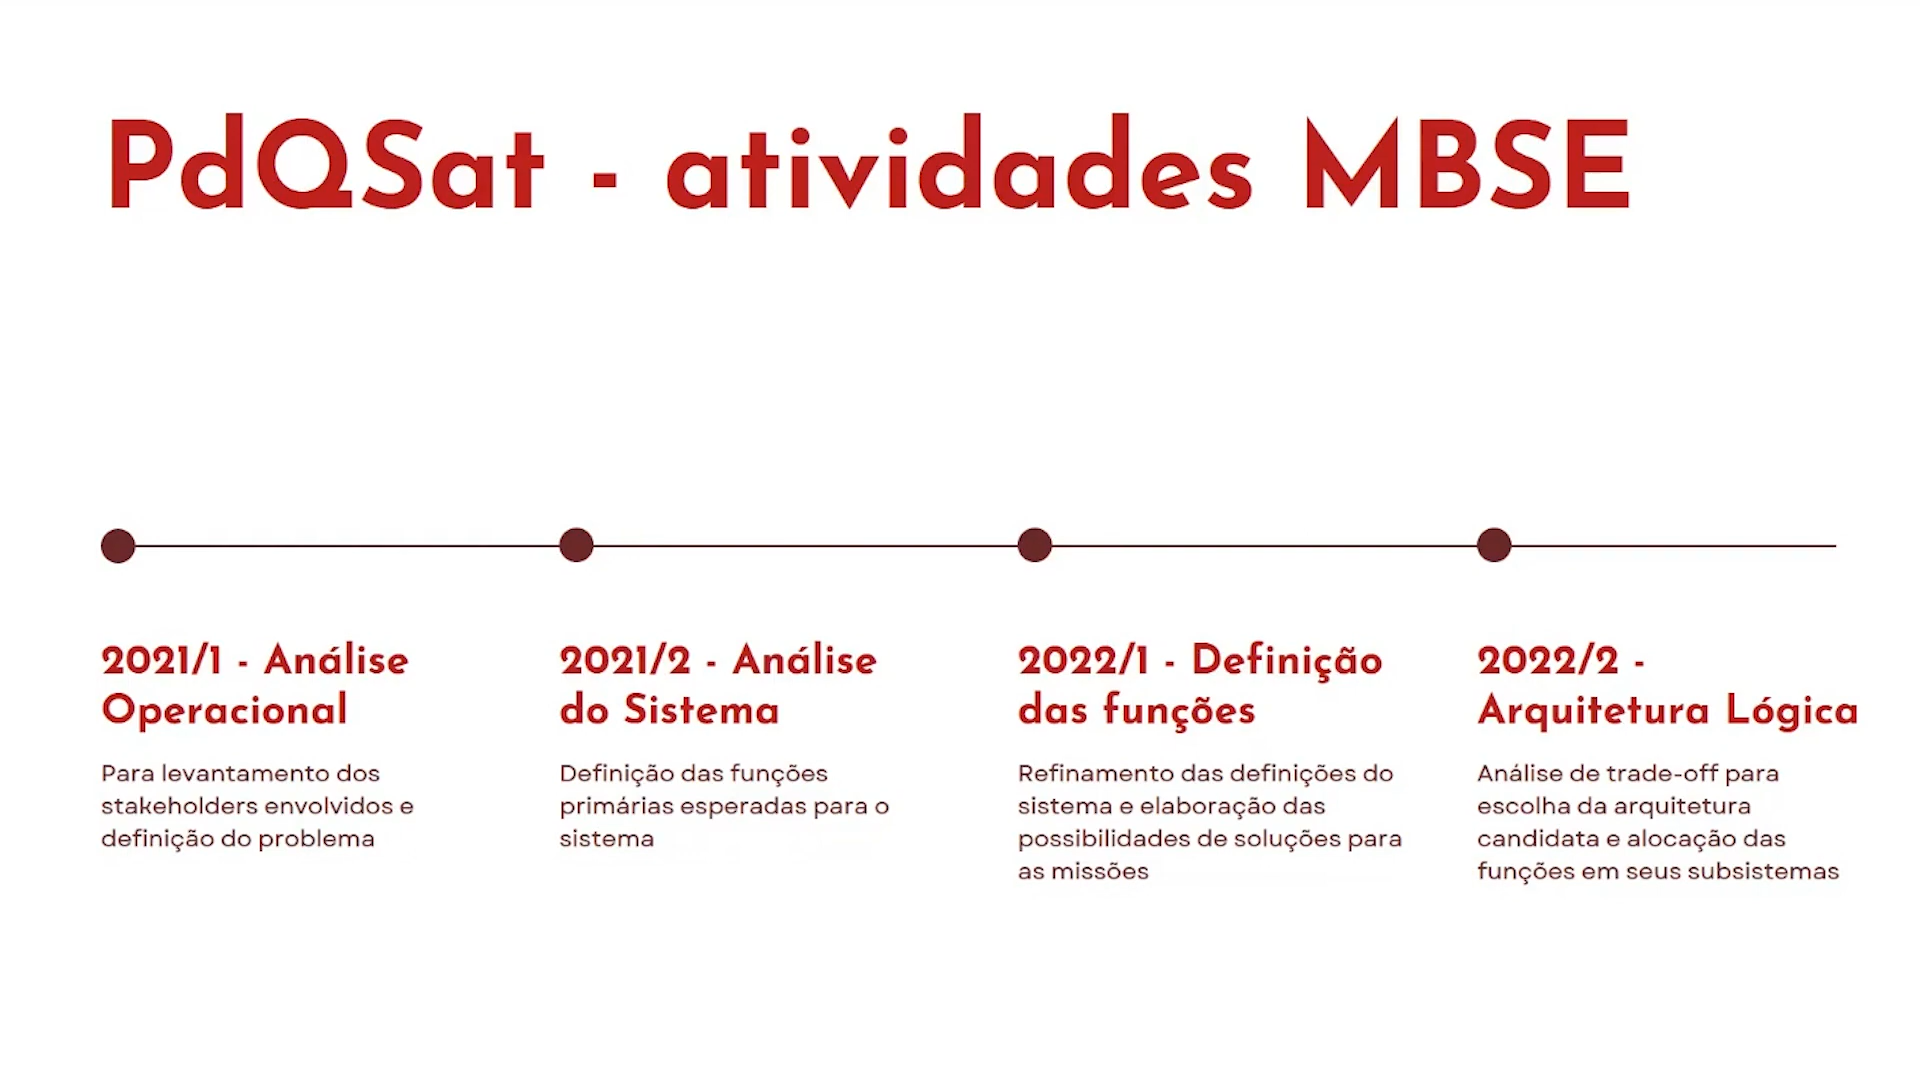 PdQSat - atividades MBSE
2021/1 - Análise
Operacional
Para levantamento dos
stakeholders envolvidos e
definição do problema
2021/2 - Análise
do Sistema
Definição das funções
primárias esperadas para o
sistema
2022/1 - Definição
das funções
Refinamento das definições do
sistema e elaboração das
possibilidades de soluções para
as missões
2022/2 -
Arquitetura Lógica
Análise de trade-off para
escolha da arquitetura
candidata e alocação das
funções em seus subsistemas